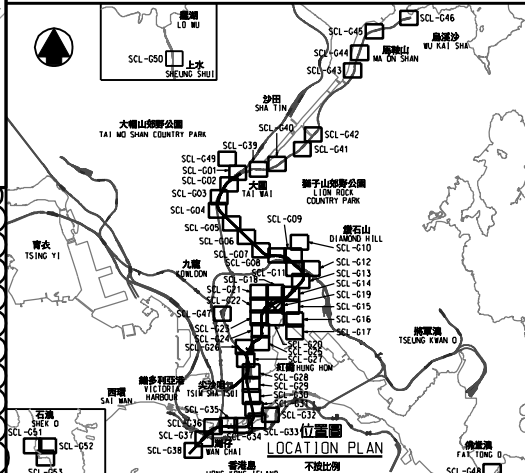 羅湖
LO WU
SCL-G50
上水
SHEUNG SHUI
SCL-G46
SCL-G45
烏溪沙
WU KAI SHA
SCL-G44
馬鞍山
MA ON SHAN
SCL-G43
沙田
SHA TIN
大帽山郊野公園
TAI MO SHAN COUNTRY PARK
SCL-G39
SCL-G40
SCL-G42
SCL-G41
SCL-G49
SCL-G01
SCL-G02
大圍
TAI WAI
獅子山郊野公園
LION ROCK
COUNTRY PARK
SCL-G03
SCL-G04
SCL-G05
SCL-G06
SCL-G07
SCL-G08
SCL-G09
鑽石山
DIAMOND HILL
SCL-G10
SCL-G11
SCL-G12
SCL-G13
SCL-G14
SCL-G18
SCL-G19
SCL-G15
SCL-G16
SCL-G17
青衣
TSING YI
九龍
KOWLOON
SCL-G21
SCL-G22
SCL-G47
SCL-G23
SCL-G24
SCL-G26
SCL-G20
SCL-G25
SCL-G27
將軍澳
TSEUNG KWAN O
紅磡 HUNG HOM
SCL-G28
SCL-G29
SCL-G30
SCL-G31
SCL-G32
SCL-G33
SCL-G34
維多利亞港
VICTORIA
HARBOUR
尖沙咀
TSIM SHA TSUI
西環
SAI WAN
SCL-G35
SCL-G36
SCL-G37
SCL-G38
灣仔
WAN CHAI
香港島
HONG KONG ISLAND
石澳
SHEK O
SCL-G51
SCL-G52
SCL-G53
位置圖
LOCATION PLAN
不按比例
佛堂澳
FAT TONG O
SCL-G48